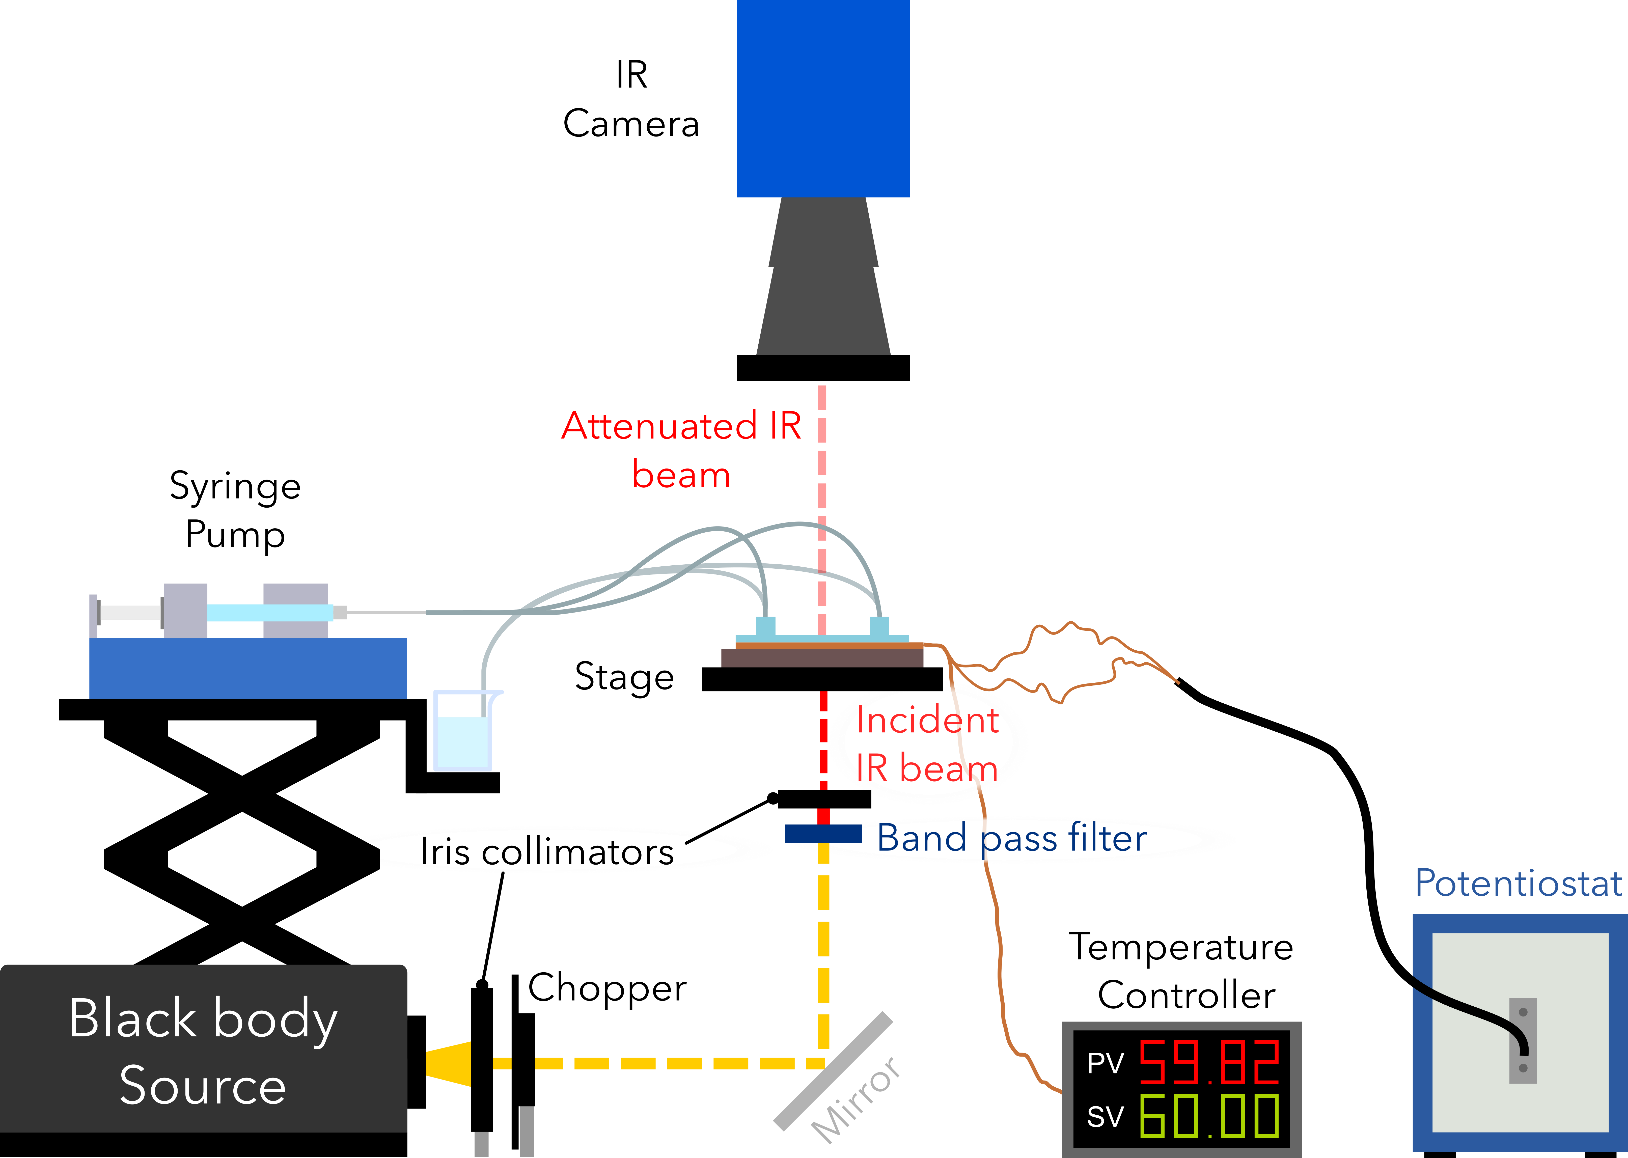 IR
Camera
Attenuated IR
beam
Syringe
Pump
Stage
Incident
IR beam
Iris collimators
Band pass filter
Potentiostat
Chopper
Temperature
Controller
Black body
Source
Mirror
PV 59.82
SV 60.00